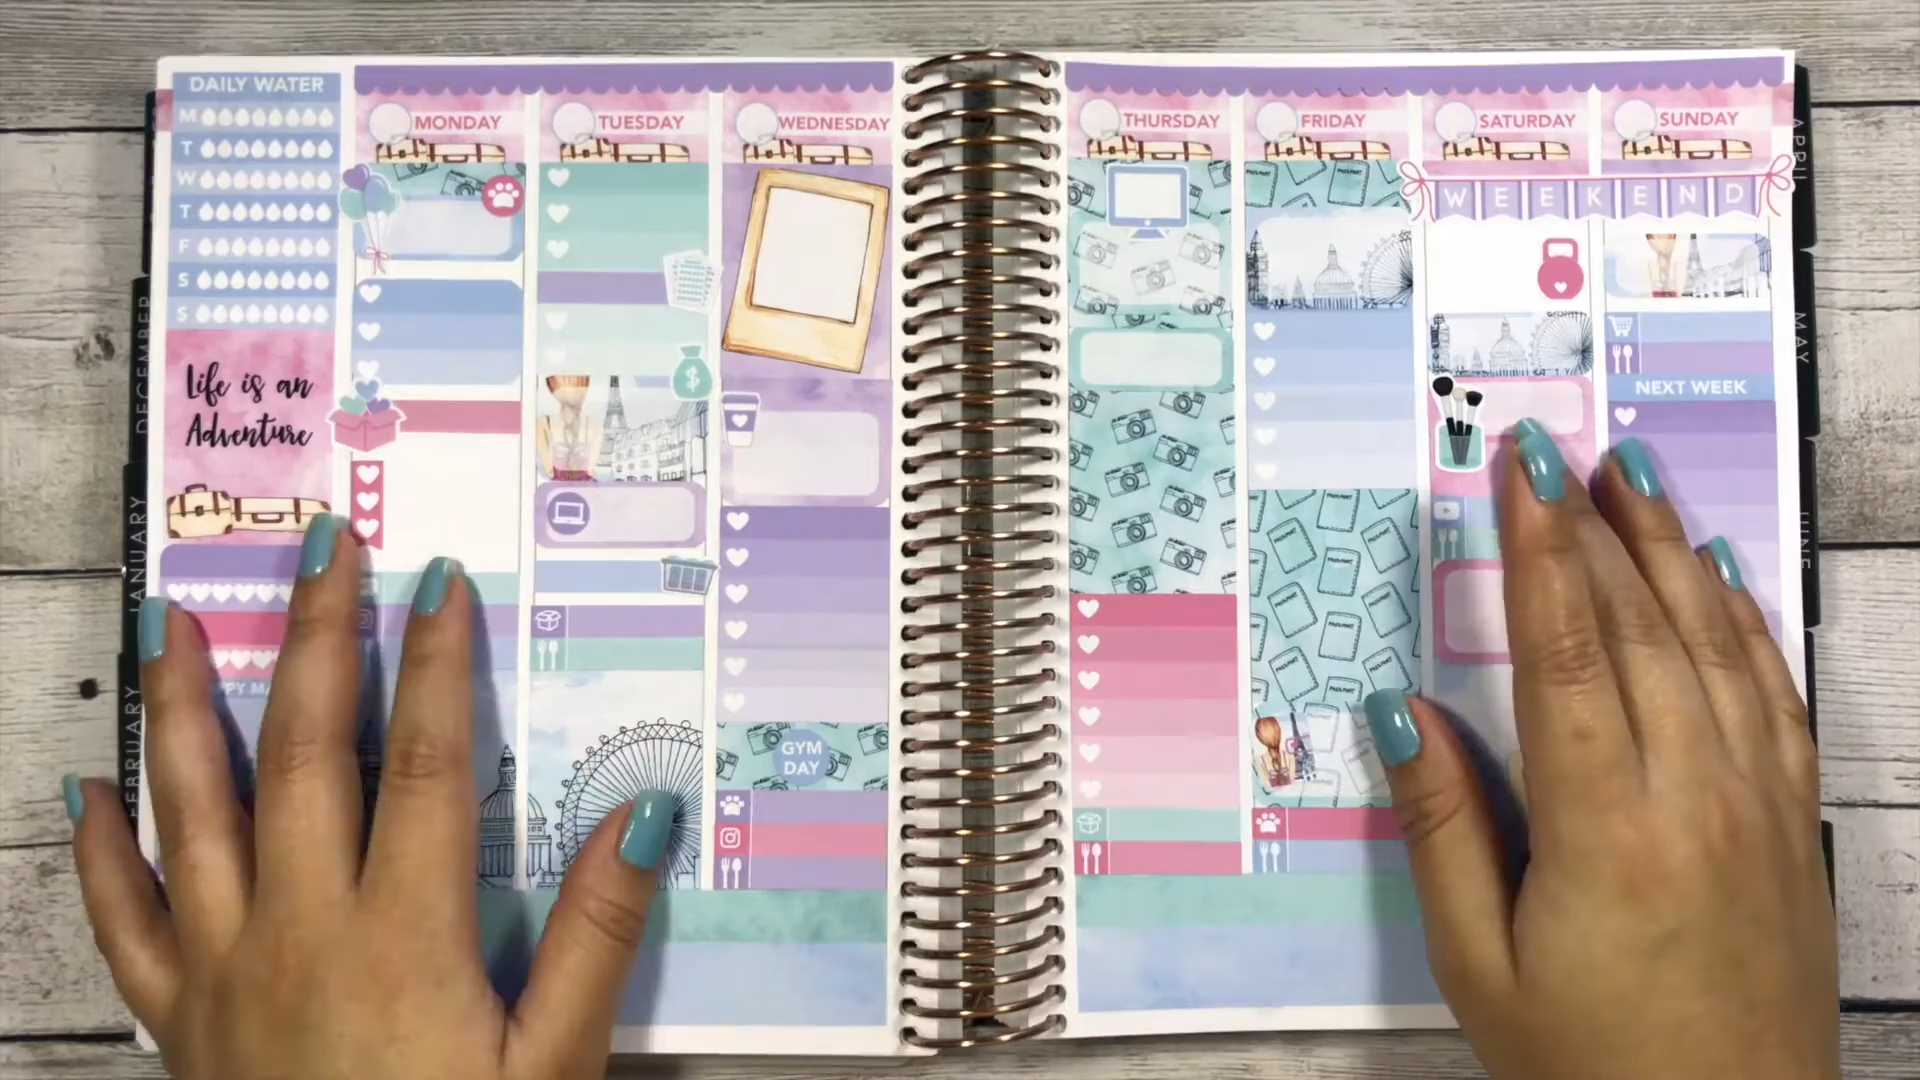 DAILY WATER
M
T
W
T
F
S
S
Life is an
Adventure
MONDAY
TUESDAY
WEDNESDAY
THURSDAY
FRIDAY
SATURDAY
SUNDAY
WEEKEND
NEXT WEEK
GYM
DAY
$
PASSPORT
DECEMBER
JANUARY
FEBRUARY
APRIL
MAY
JUNE